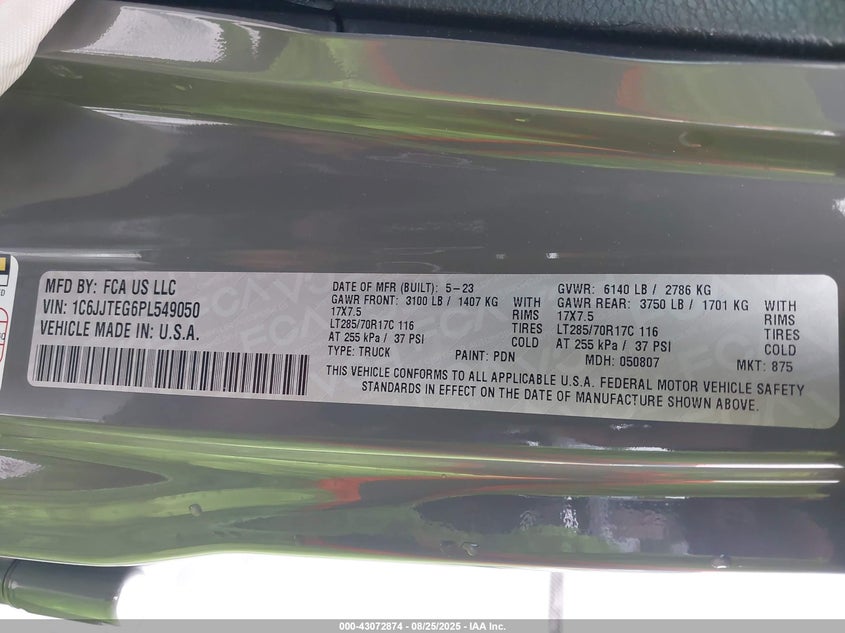 MFD BY: FCA US LLC
VIN: 1C6JJTEG6PL549050
VEHICLE MADE IN: U.S.A.
DATE OF MFR (BUILT): 5-23 GVWR: 6140 LB / 2786 KG
GAWR FRONT: 3100 LB / 1407 KG WITH GAWR REAR: 3750 LB / 1701 KG WITH
17X7.5 RIMS 17X7.5 RIMS
LT285/70R17C 116 TIRES LT285/70R17C 116 TIRES
AT 255 kPa / 37 PSI COLD AT 255 kPa / 37 PSI COLD
TYPE: TRUCK PAINT: PDN MDH: 050807 MKT: 875
THIS VEHICLE CONFORMS TO ALL APPLICABLE U.S.A. FEDERAL MOTOR VEHICLE SAFETY
STANDARDS IN EFFECT ON THE DATE OF MANUFACTURE SHOWN ABOVE.
000-43072874 - 08/25/2025 - IAA Inc.